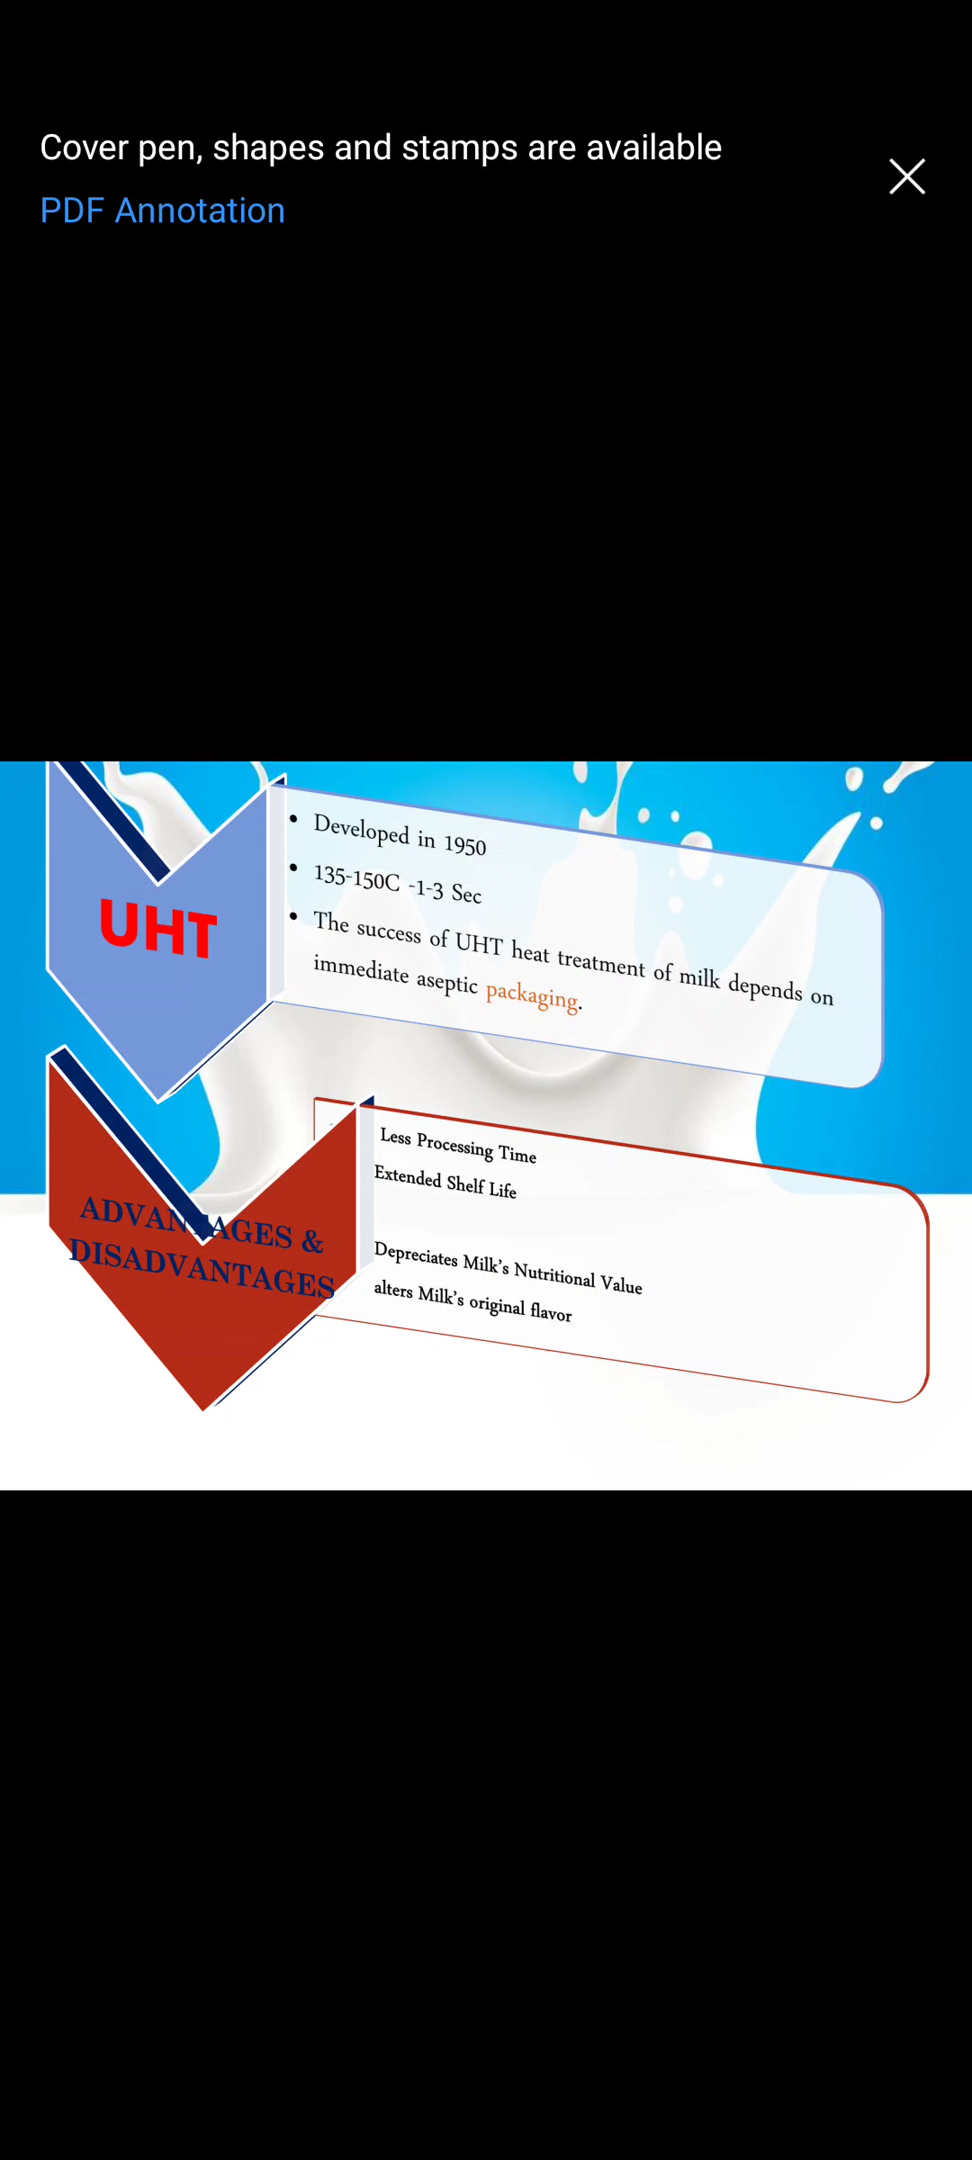 Cover pen, shapes and stamps are available
PDF Annotation
UHT
• Developed in 1950
• 135-150C -1-3 Sec
• The success of UHT heat treatment of milk depends on
immediate aseptic packaging.
ADVANTAGES &
DISADVANTAGES
Less Processing Time
Extended Shelf Life
Depreciates Milk's Nutritional Value
alters Milk's original flavor